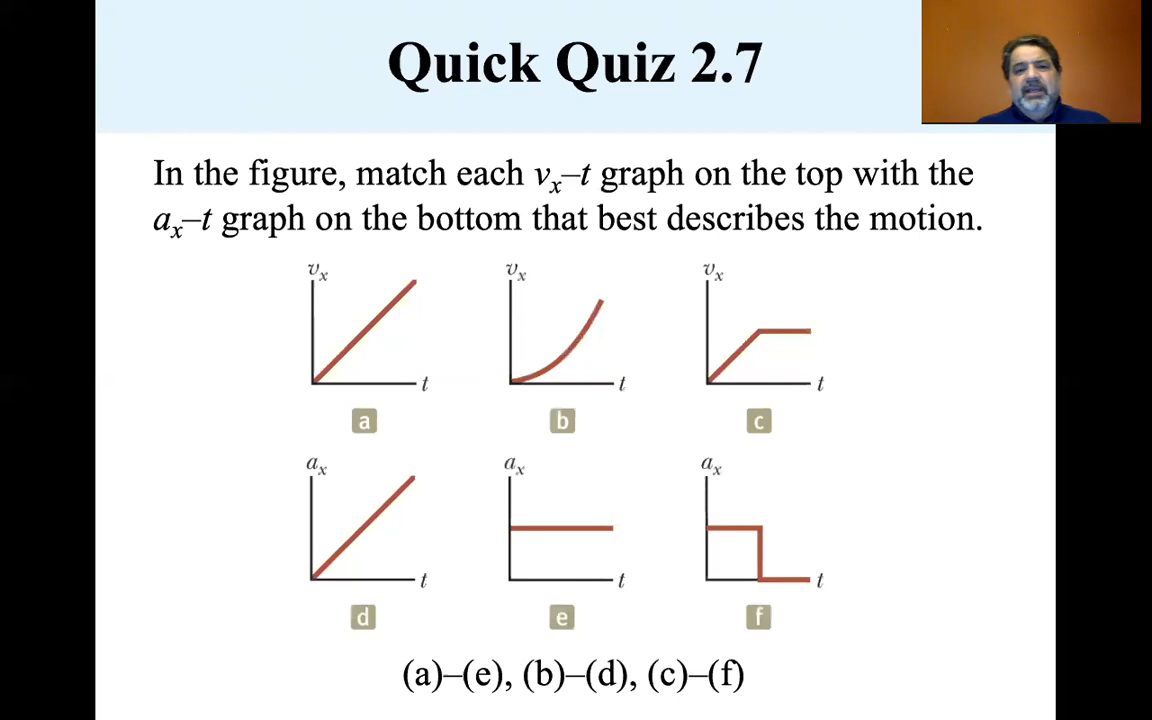 Quick Quiz 2.7
In the figure, match each vx–t graph on the top with the
ax–t graph on the bottom that best describes the motion.
vx vx vx
t t t
a b c
ax ax ax
t t t
d e f
(a)–(e), (b)–(d), (c)–(f)